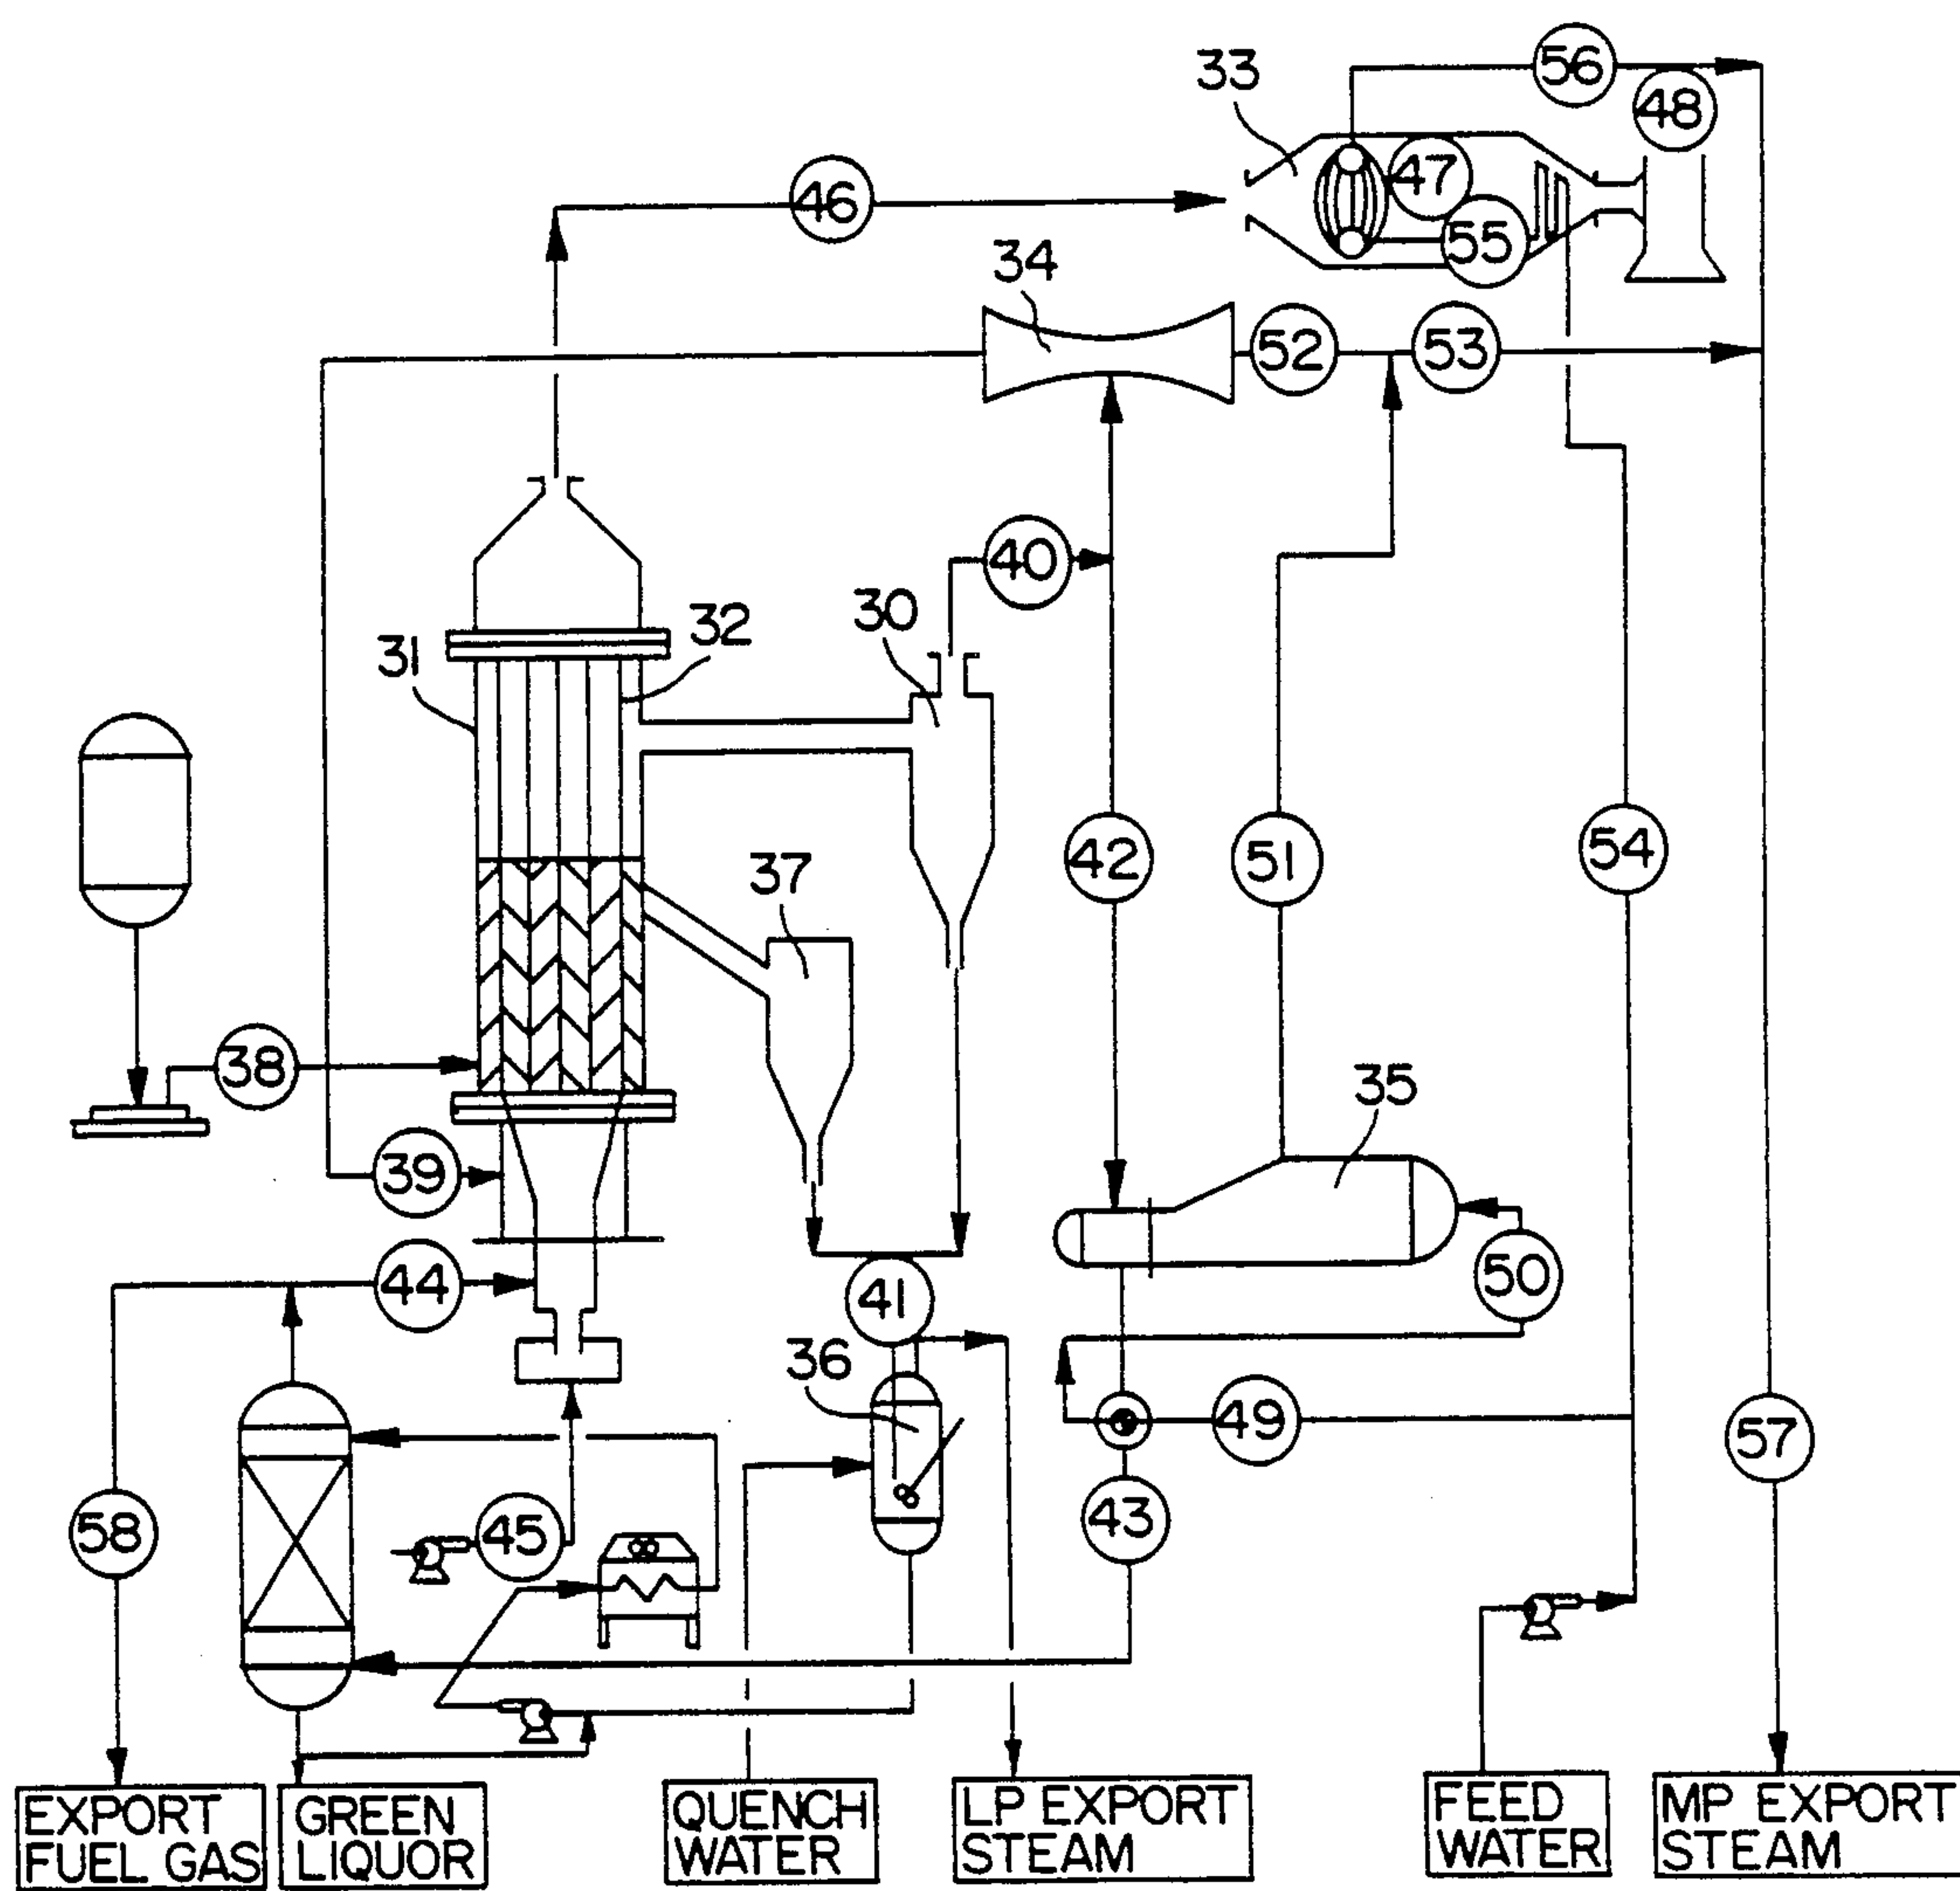 56
33
48
47
46
55
34
52
53
40
32
30
31
42
51
54
37
38
35
39
50
44
41
36
49
57
43
58
45
EXPORT
FUEL GAS
GREEN
LIQUOR
QUENCH
WATER
LP EXPORT
STEAM
FEED
WATER
MP EXPORT
STEAM